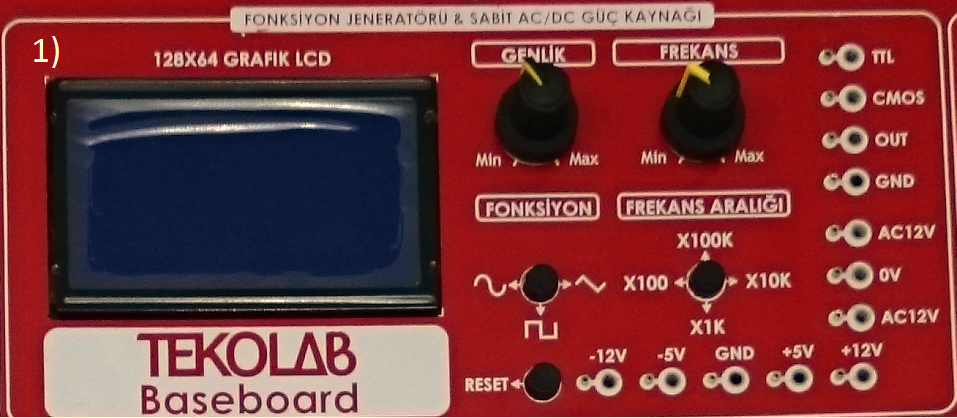 FONKSİYON JENERATÖRÜ & SABİT AC/DC GÜÇ KAYNAĞI
1)
128X64 GRAFIK LCD
GENLİK
FREKANS
Min Max
Min Max
TTL
CMOS
OUT
GND
AC12V
0V
AC12V
FONKSİYON
FREKANS ARALIĞI
X100K
X100
X10K
X1K
RESET
-12V -5V GND +5V +12V
TEKOLAB
Baseboard